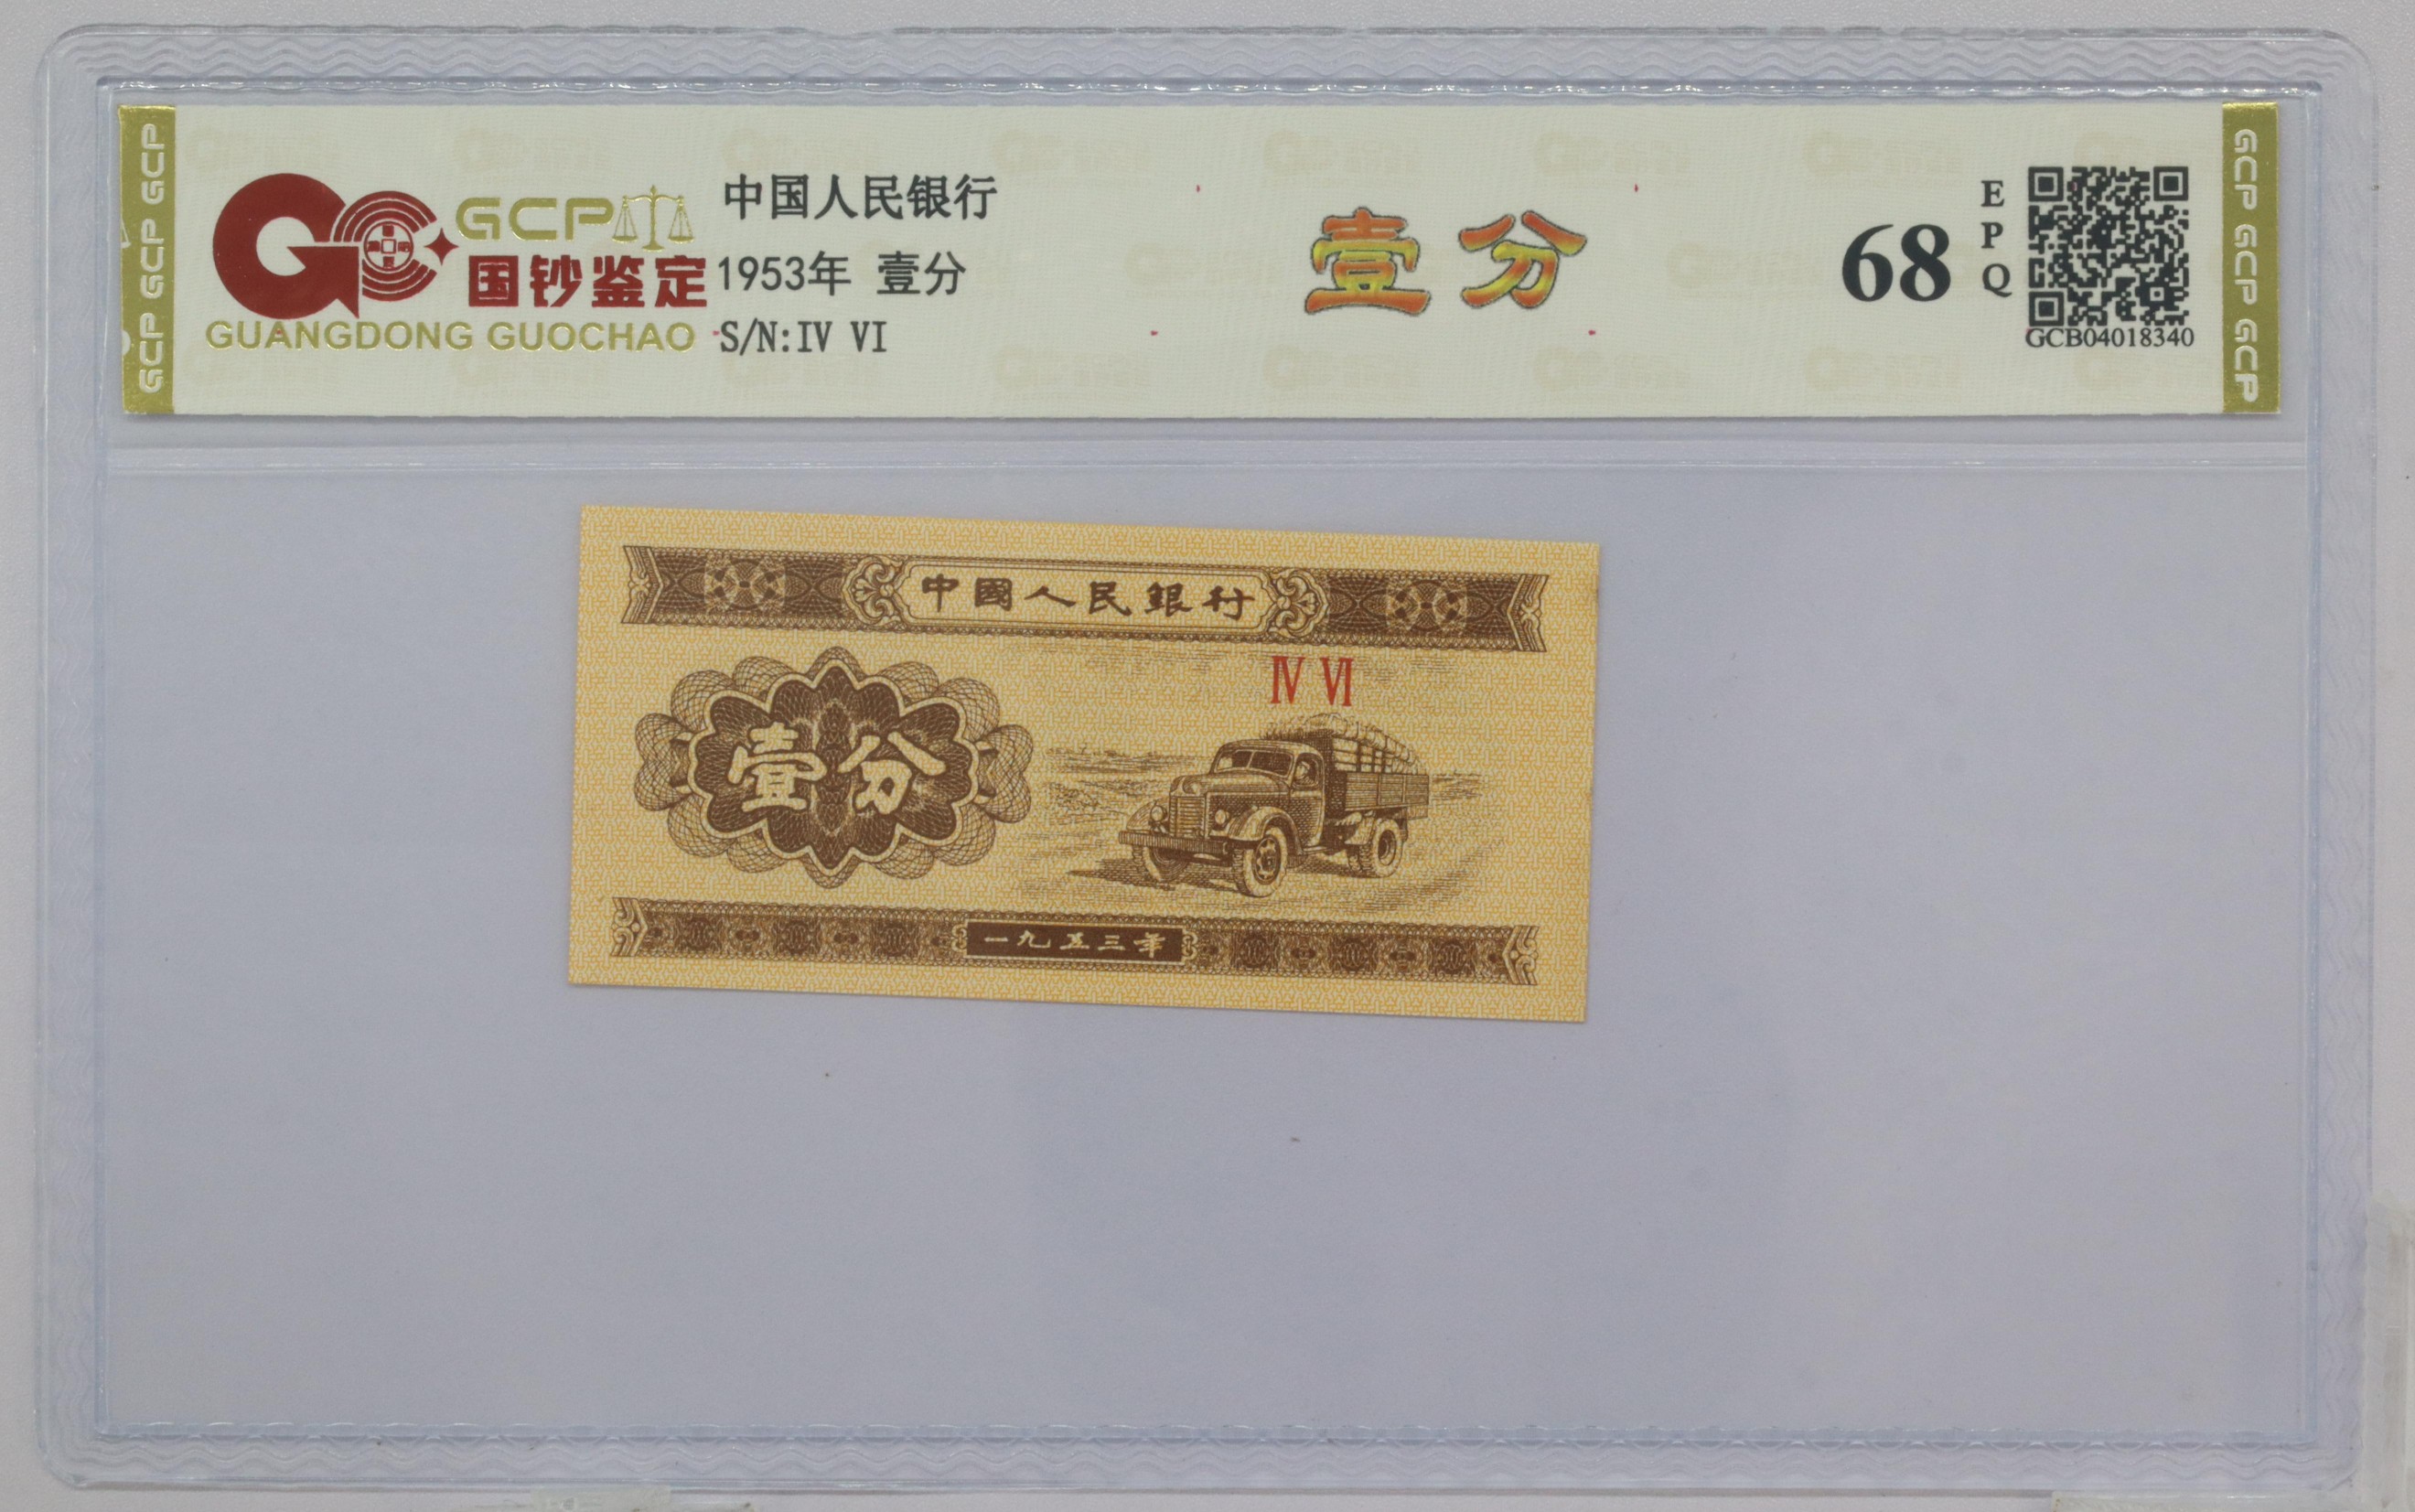 GCP GCP GCP
GCP
国钞鉴定
GUANGDONG GUOCHAO
中国人民银行
1953年 壹分
S/N:IV VI
壹分
68
EPQ
GCB04018340
GCP GCP GCP GCP
中國人民銀行
Ⅳ Ⅵ
壹分
一九五三年